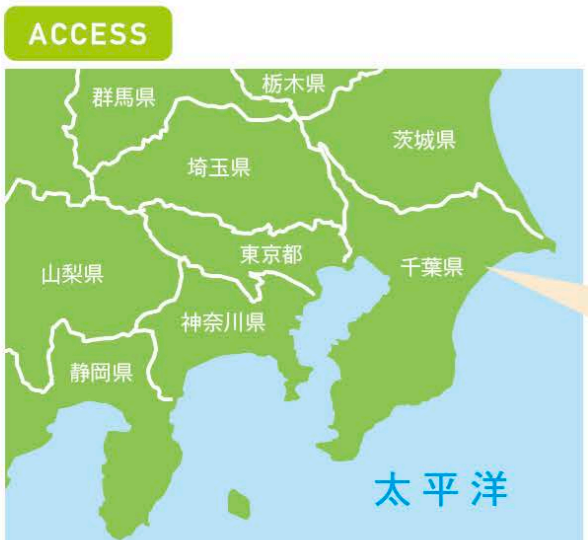 ACCESS
栃木県
群馬県
茨城県
埼玉県
東京都
千葉県
山梨県
神奈川県
静岡県
太平洋